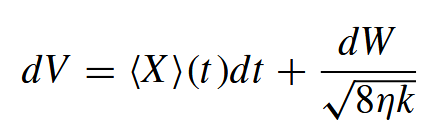 dV = ⟨X⟩(t)dt + dW/√8ηk